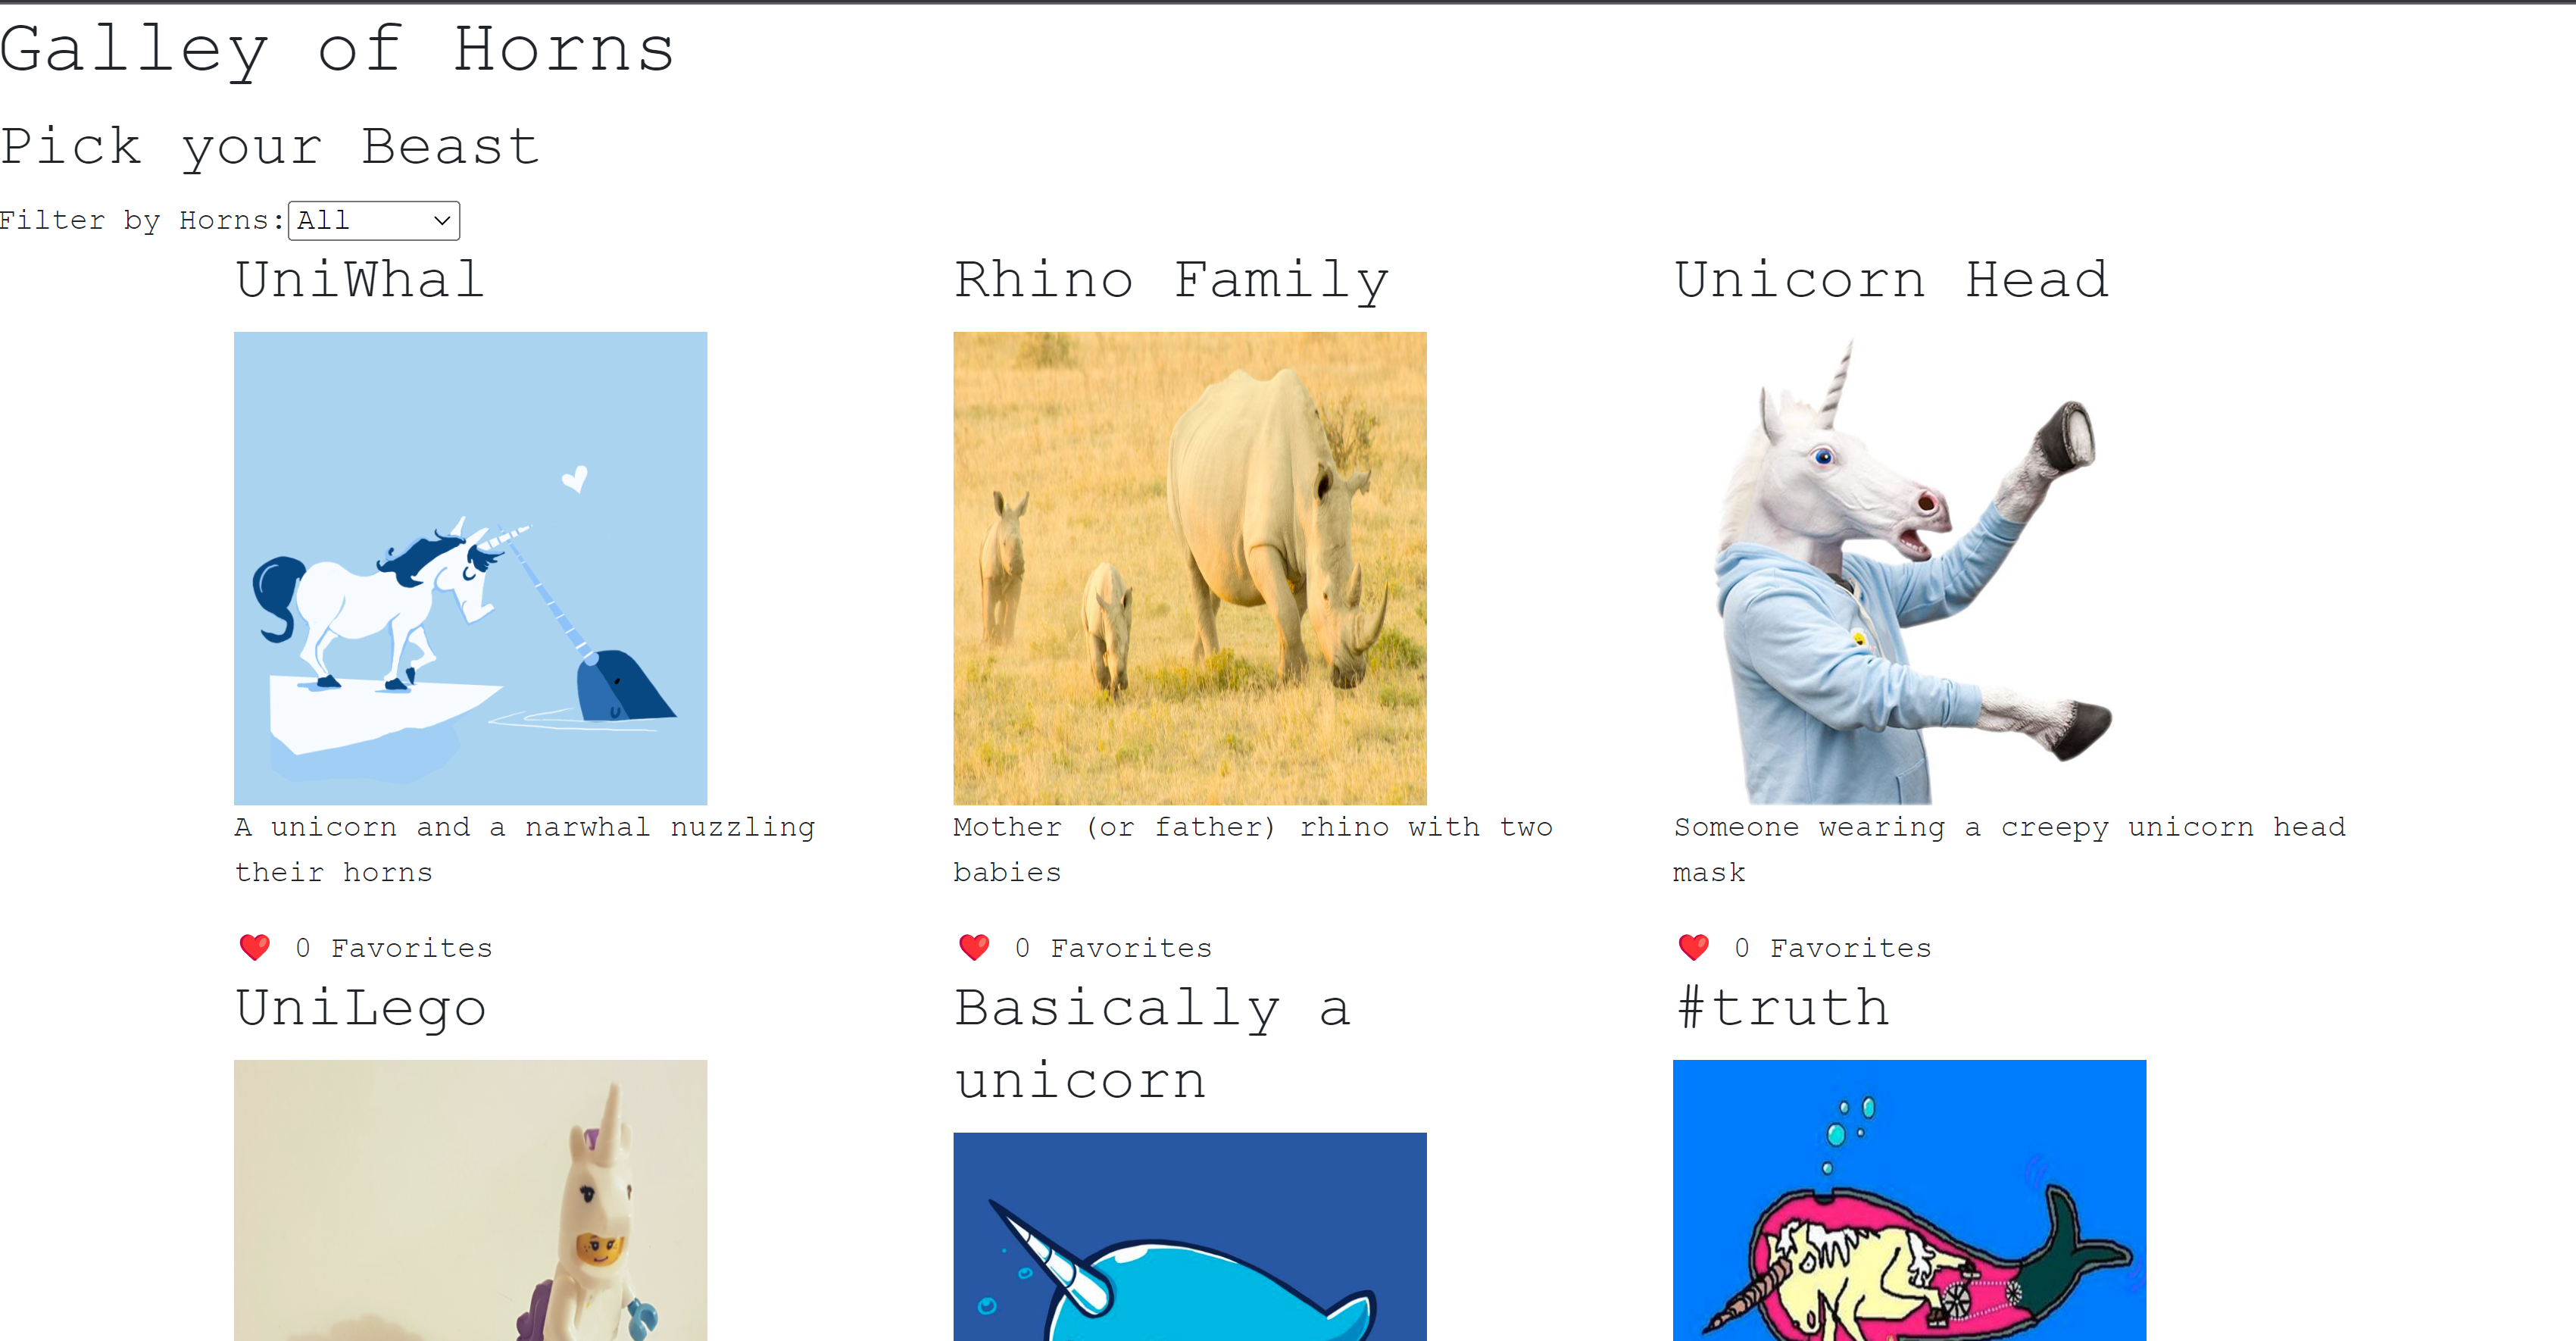 Galley of Horns
Pick your Beast
Filter by Horns: All
UniWhal
Rhino Family
Unicorn Head
A unicorn and a narwhal nuzzling
their horns
Mother (or father) rhino with two
babies
Someone wearing a creepy unicorn head
mask
❤️ 0 Favorites
❤️ 0 Favorites
❤️ 0 Favorites
UniLego
Basically a
unicorn
#truth